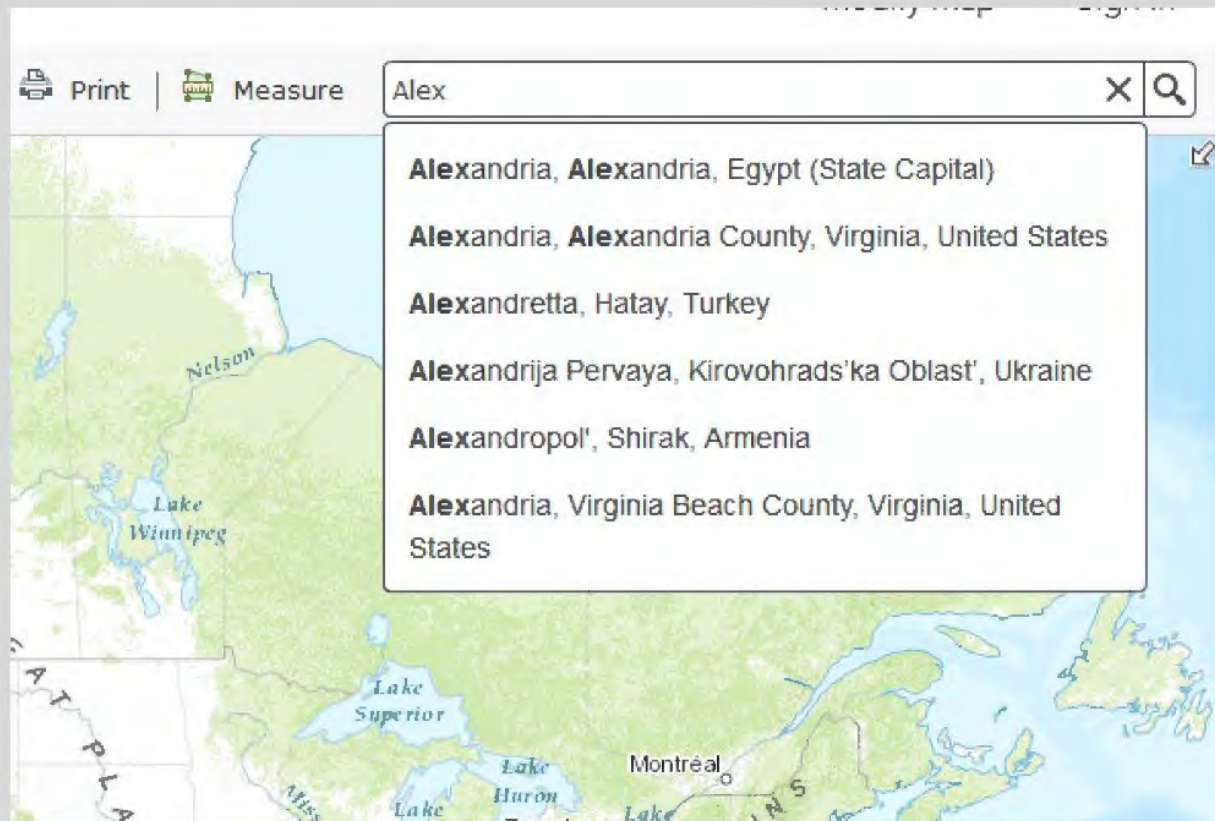 Print | Measure Alex
Alexandria, Alexandria, Egypt (State Capital)
Alexandria, Alexandria County, Virginia, United States
Alexandretta, Hatay, Turkey
Alexandrija Pervaya, Kirovohrads'ka Oblast', Ukraine
Alexandropol', Shirak, Armenia
Alexandria, Virginia Beach County, Virginia, United
States
Nelson
Lake
Winnipeg
Lake
Superior
Montréal
Lake
Huron
Lake
Lake